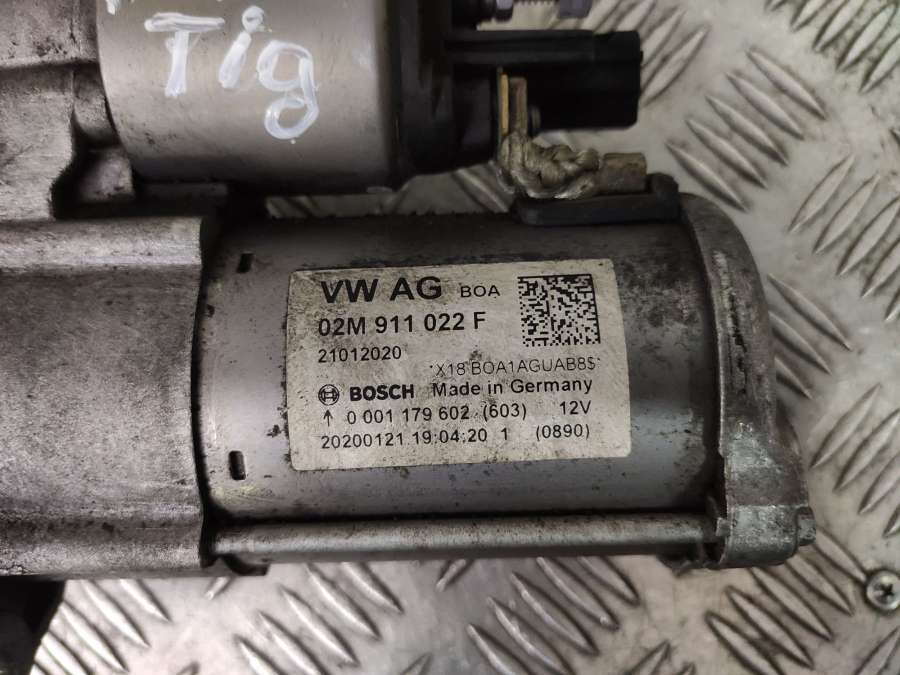 Tig
VW AG BOA
02M 911 022 F
21012020
*X18 BOA1AGUAB8$*
BOSCH Made in Germany
↑ 0 001 179 602 (603) 12V
20200121 19:04:20 1 (0890)